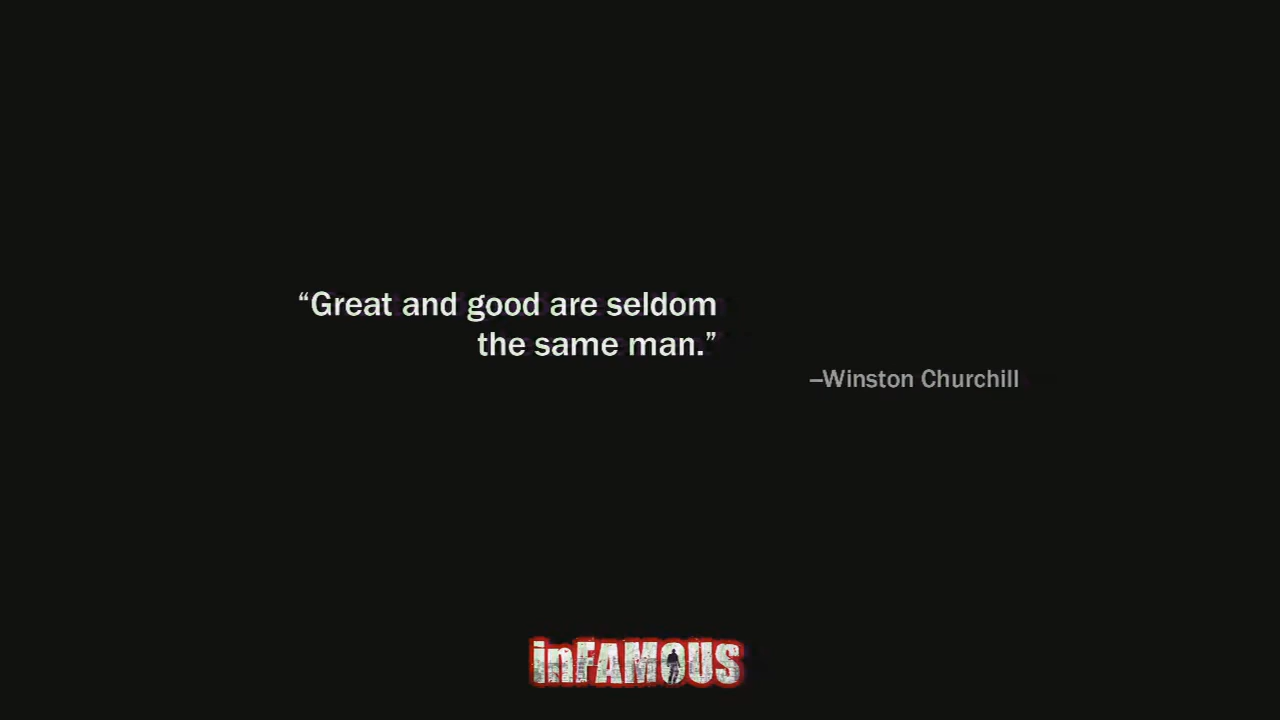 “Great and good are seldom
the same man.”
–Winston Churchill
inFAMOUS